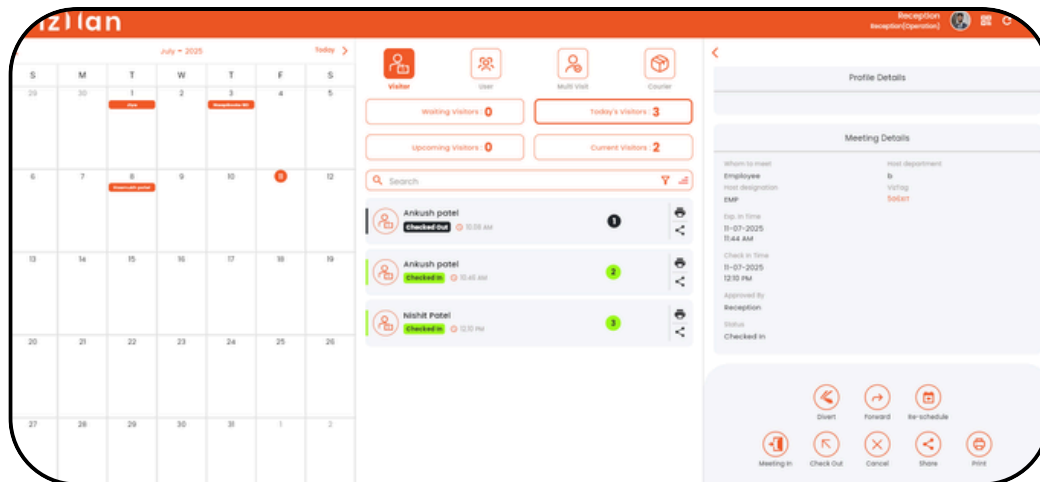 Reception
Reception(Operation)
July 2025
Today
S M T W T F S
29 30 1 2 3 4 5
6 7 8 9 10 11 12
Hasmukh patel
13 14 15 16 17 18 19
20 21 22 23 24 25 26
27 28 29 30 31 1 2
Visitor
User
Multi Visit
Courier
Waiting Visitors : 0
Today's Visitors : 3
Upcoming Visitors : 0
Current Visitors : 2
Search
Ankush patel
Checked Out 10:39 AM
1
Ankush patel
Checked In 10:46 AM
2
Nishit Patel
Checked In 12:10 PM
3
Profile Details
Meeting Details
Whom to meet
Employee
Host department
b
Host designation
EMP
VizTag
Exp. In Time
11-07-2025
11:44 AM
Check In Time
11-07-2025
12:10 PM
Approved By
Reception
Status
Checked In
Divert
Forward
Re-schedule
Meeting In
Check Out
Cancel
Share
Print